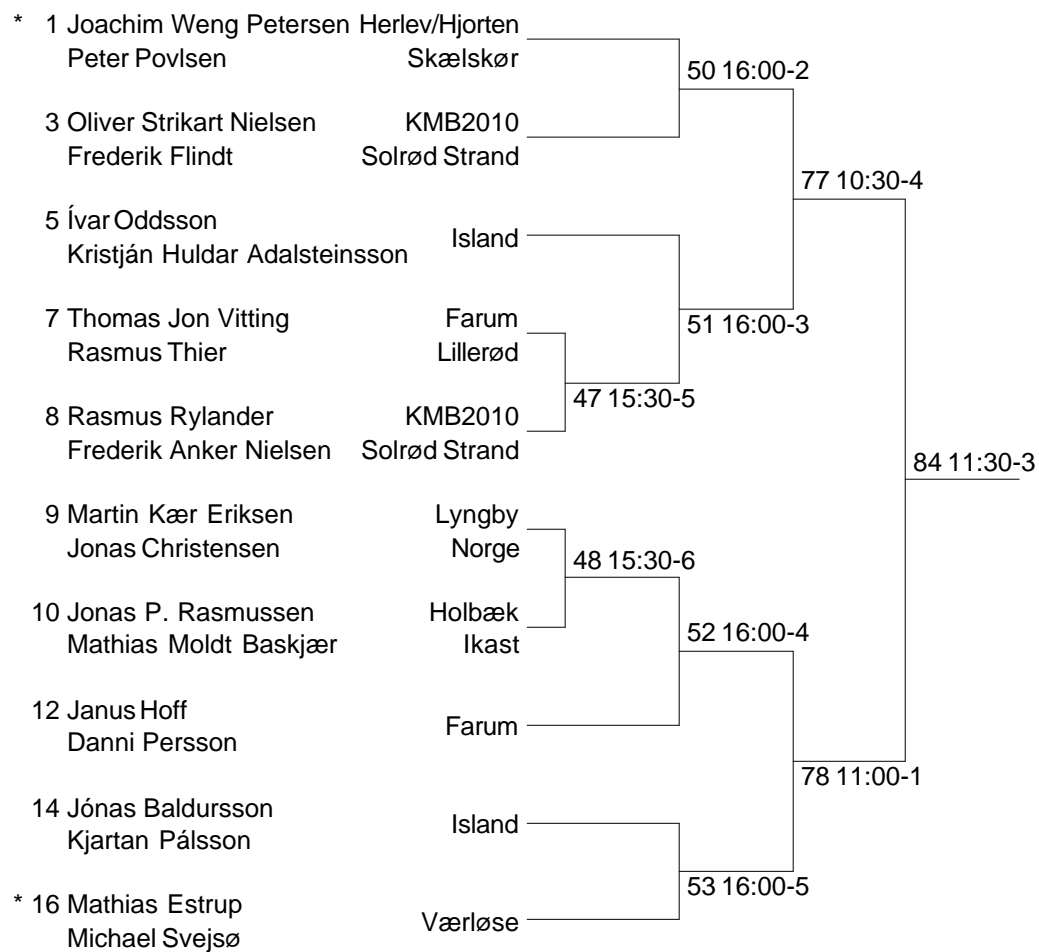 * 1 Joachim Weng Petersen Herlev/Hjorten
Peter Povlsen Skælskør
50 16:00-2
3 Oliver Strikart Nielsen KMB2010
Frederik Flindt Solrød Strand
77 10:30-4
5 Ívar Oddsson
Island
Kristján Huldar Adalsteinsson
7 Thomas Jon Vitting Farum
51 16:00-3
Rasmus Thier Lillerød
47 15:30-5
8 Rasmus Rylander KMB2010
Frederik Anker Nielsen Solrød Strand
84 11:30-3
9 Martin Kær Eriksen Lyngby
Jonas Christensen Norge
48 15:30-6
10 Jonas P. Rasmussen Holbæk
52 16:00-4
Mathias Moldt Baskjær Ikast
12 Janus Hoff
Farum
Danni Persson
78 11:00-1
14 Jónas Baldursson
Island
Kjartan Pálsson
53 16:00-5
* 16 Mathias Estrup
Værløse
Michael Svejsø